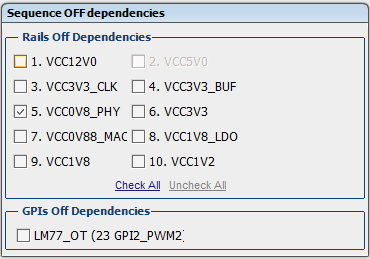 Sequence OFF dependencies
Rails Off Dependencies
1. VCC12V0 2. VCC5V0
3. VCC3V3_CLK 4. VCC3V3_BUF
5. VCC0V8_PHY 6. VCC3V3
7. VCC0V88_MAC 8. VCC1V8_LDO
9. VCC1V8 10. VCC1V2
Check All Uncheck All
GPIs Off Dependencies
LM77_OT (23 GPI2_PWM2)